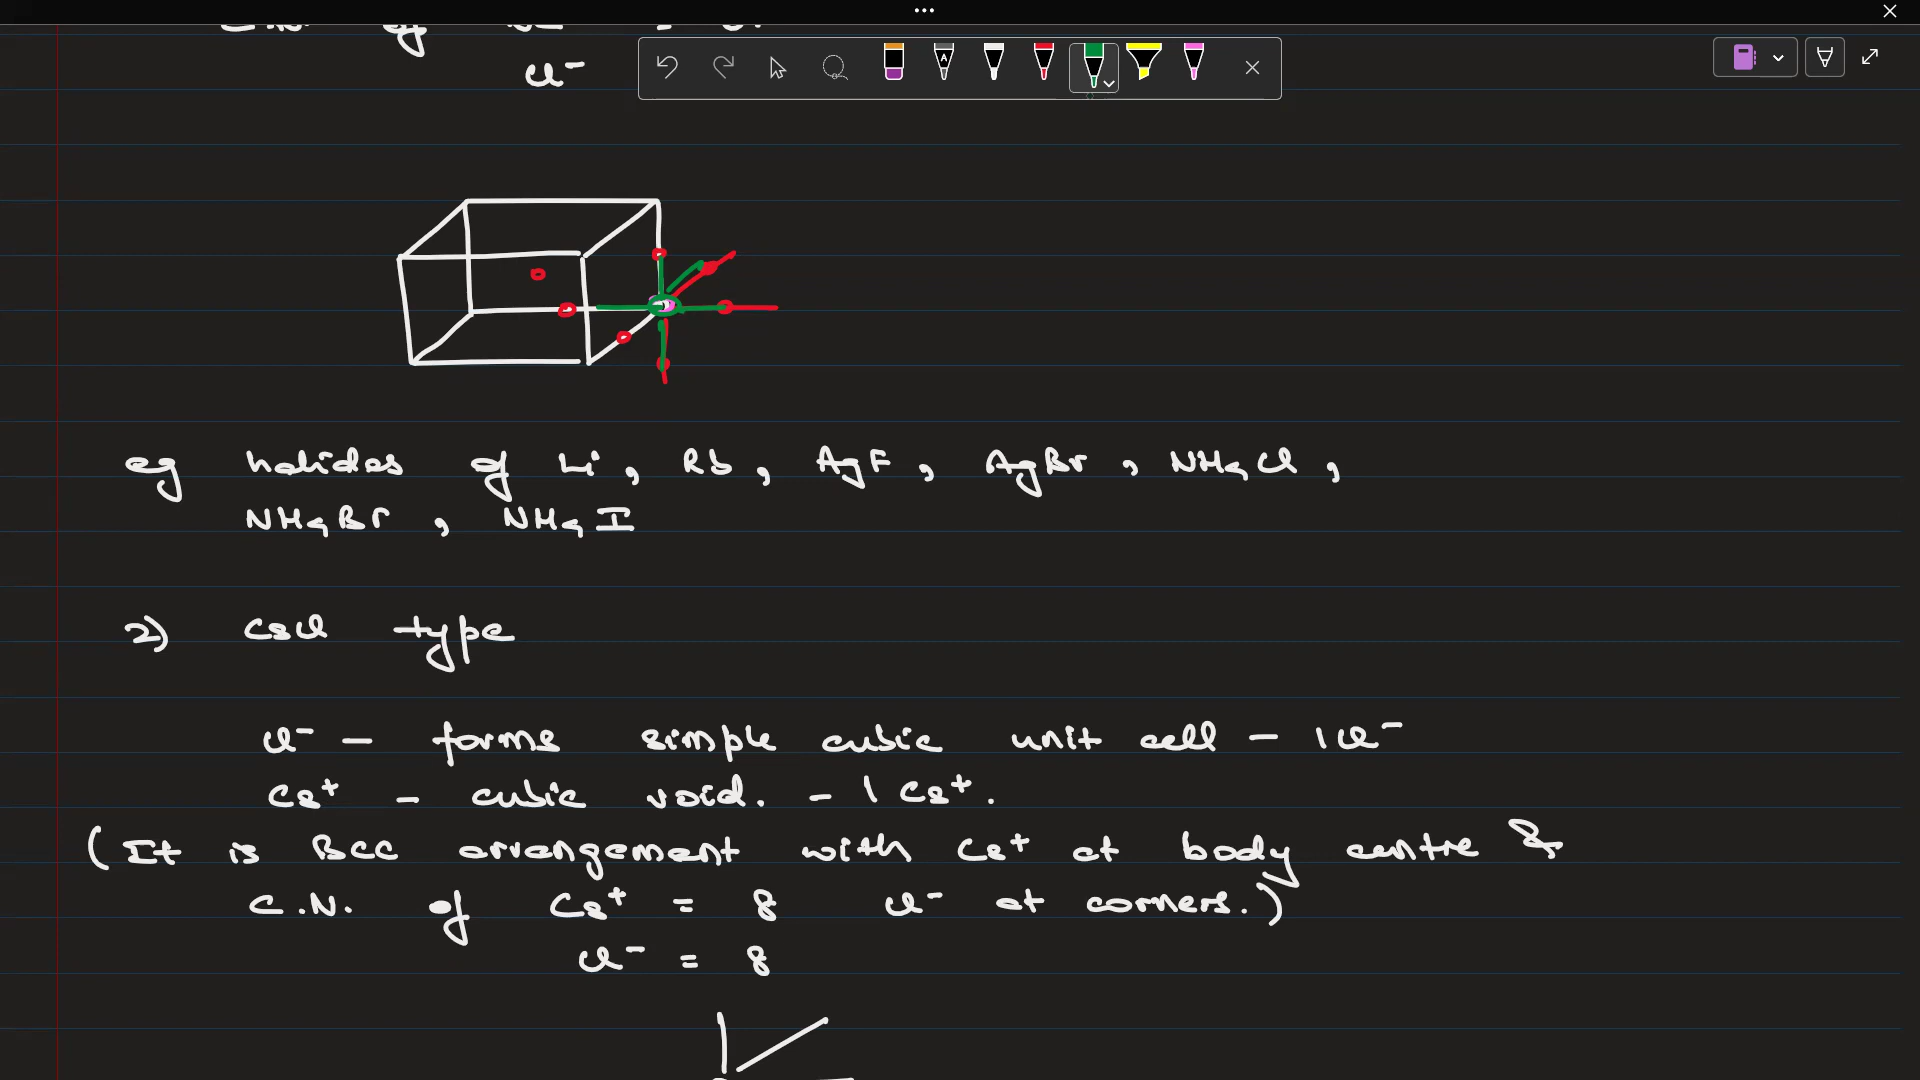 Cl⁻
eg halides of Li, Rb, AgF, AgBr, NH₄Cl,
NH₄Br, NH₄I
2) CsCl type
Cl⁻ – forms simple cubic unit cell – 1Cl⁻
Cs⁺ – cubic void. – 1 Cs⁺.
(It is BCC arrangement with Cs⁺ at body centre &
C.N. of Cs⁺ = 8 Cl⁻ at corners.)
Cl⁻ = 8